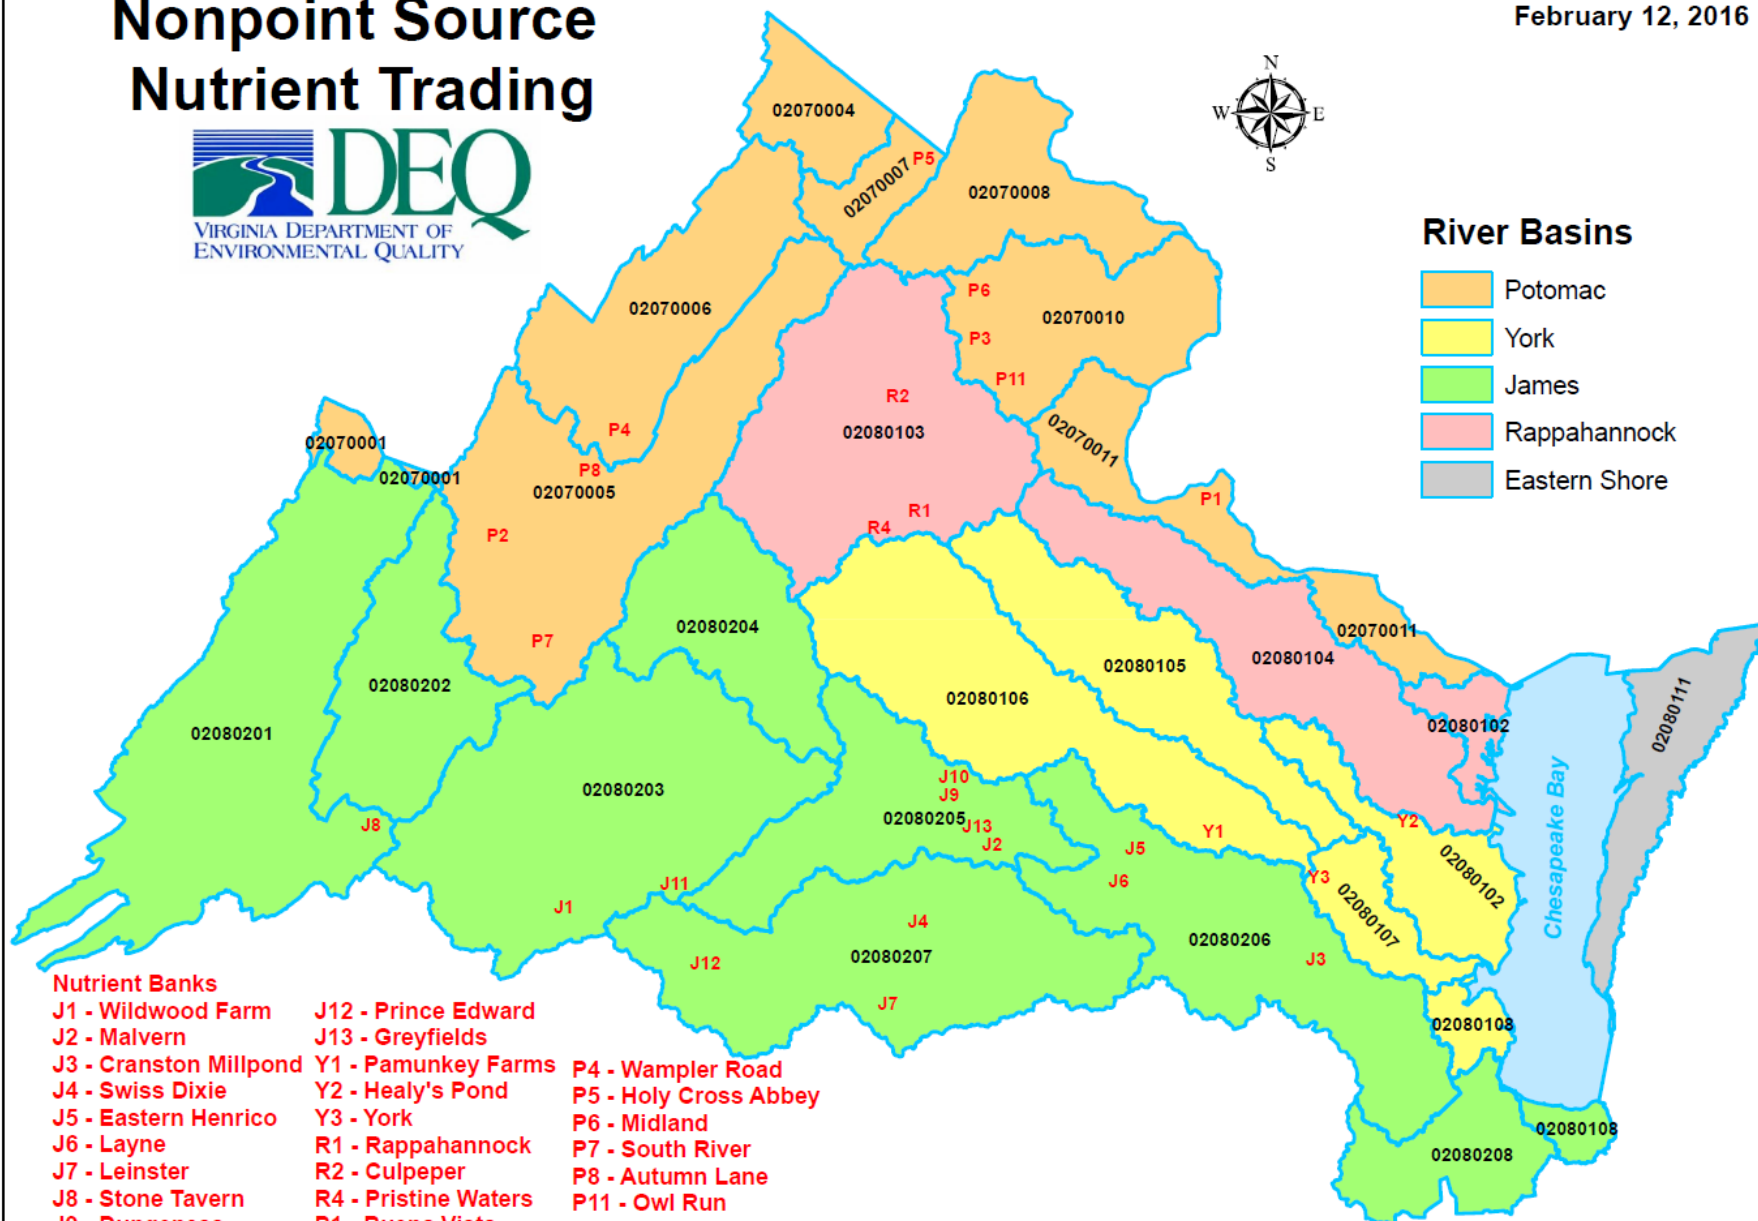 Nonpoint Source
Nutrient Trading
DEQ
VIRGINIA DEPARTMENT OF
ENVIRONMENTAL QUALITY
February 12, 2016
N
W E
S
River Basins
Potomac
York
James
Rappahannock
Eastern Shore
02070004
02070007
P5
02070008
02070006
P6
02070010
P3
P11
R2
02080103
02070011
P4
P8
02070005
02070001
02070001
P2
R1
R4
P1
P7
02080204
02070011
02080104
02080105
02080202
02080106
02080201
02080102
02080111
Chesapeake Bay
02080203
J10
J9
02080205
J13
J2
J8
J5
Y1
Y2
J6
Y3
02080102
02080107
J11
J1
J4
02080207
J12
J7
02080206
J3
02080108
02080108
02080208
Nutrient Banks
J1 - Wildwood Farm
J2 - Malvern
J3 - Cranston Millpond
J4 - Swiss Dixie
J5 - Eastern Henrico
J6 - Layne
J7 - Leinster
J8 - Stone Tavern
J12 - Prince Edward
J13 - Greyfields
Y1 - Pamunkey Farms
Y2 - Healy's Pond
Y3 - York
R1 - Rappahannock
R2 - Culpeper
R4 - Pristine Waters
P4 - Wampler Road
P5 - Holy Cross Abbey
P6 - Midland
P7 - South River
P8 - Autumn Lane
P11 - Owl Run